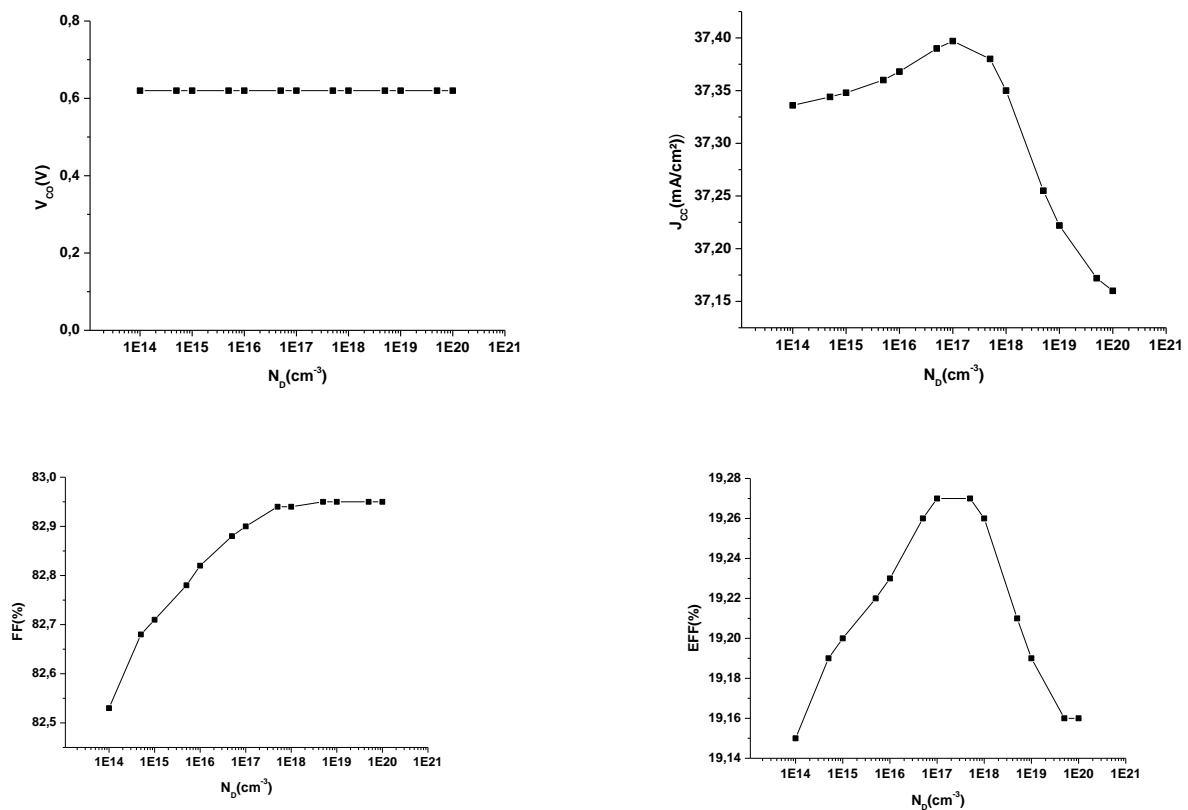 0,8
0,6
0,4
0,2
0,0
V_CO(V)
1E14 1E15 1E16 1E17 1E18 1E19 1E20 1E21
N_D(cm⁻³)
37,40
37,35
37,30
37,25
37,20
37,15
J_CC(mA/cm²))
1E14 1E15 1E16 1E17 1E18 1E19 1E20 1E21
N_D(cm⁻³)
83,0
82,9
82,8
82,7
82,6
82,5
FF(%)
1E14 1E15 1E16 1E17 1E18 1E19 1E20 1E21
N_D(cm⁻³)
19,28
19,26
19,24
19,22
19,20
19,18
19,16
19,14
EFF(%)
1E14 1E15 1E16 1E17 1E18 1E19 1E20 1E21
N_D(cm⁻³)